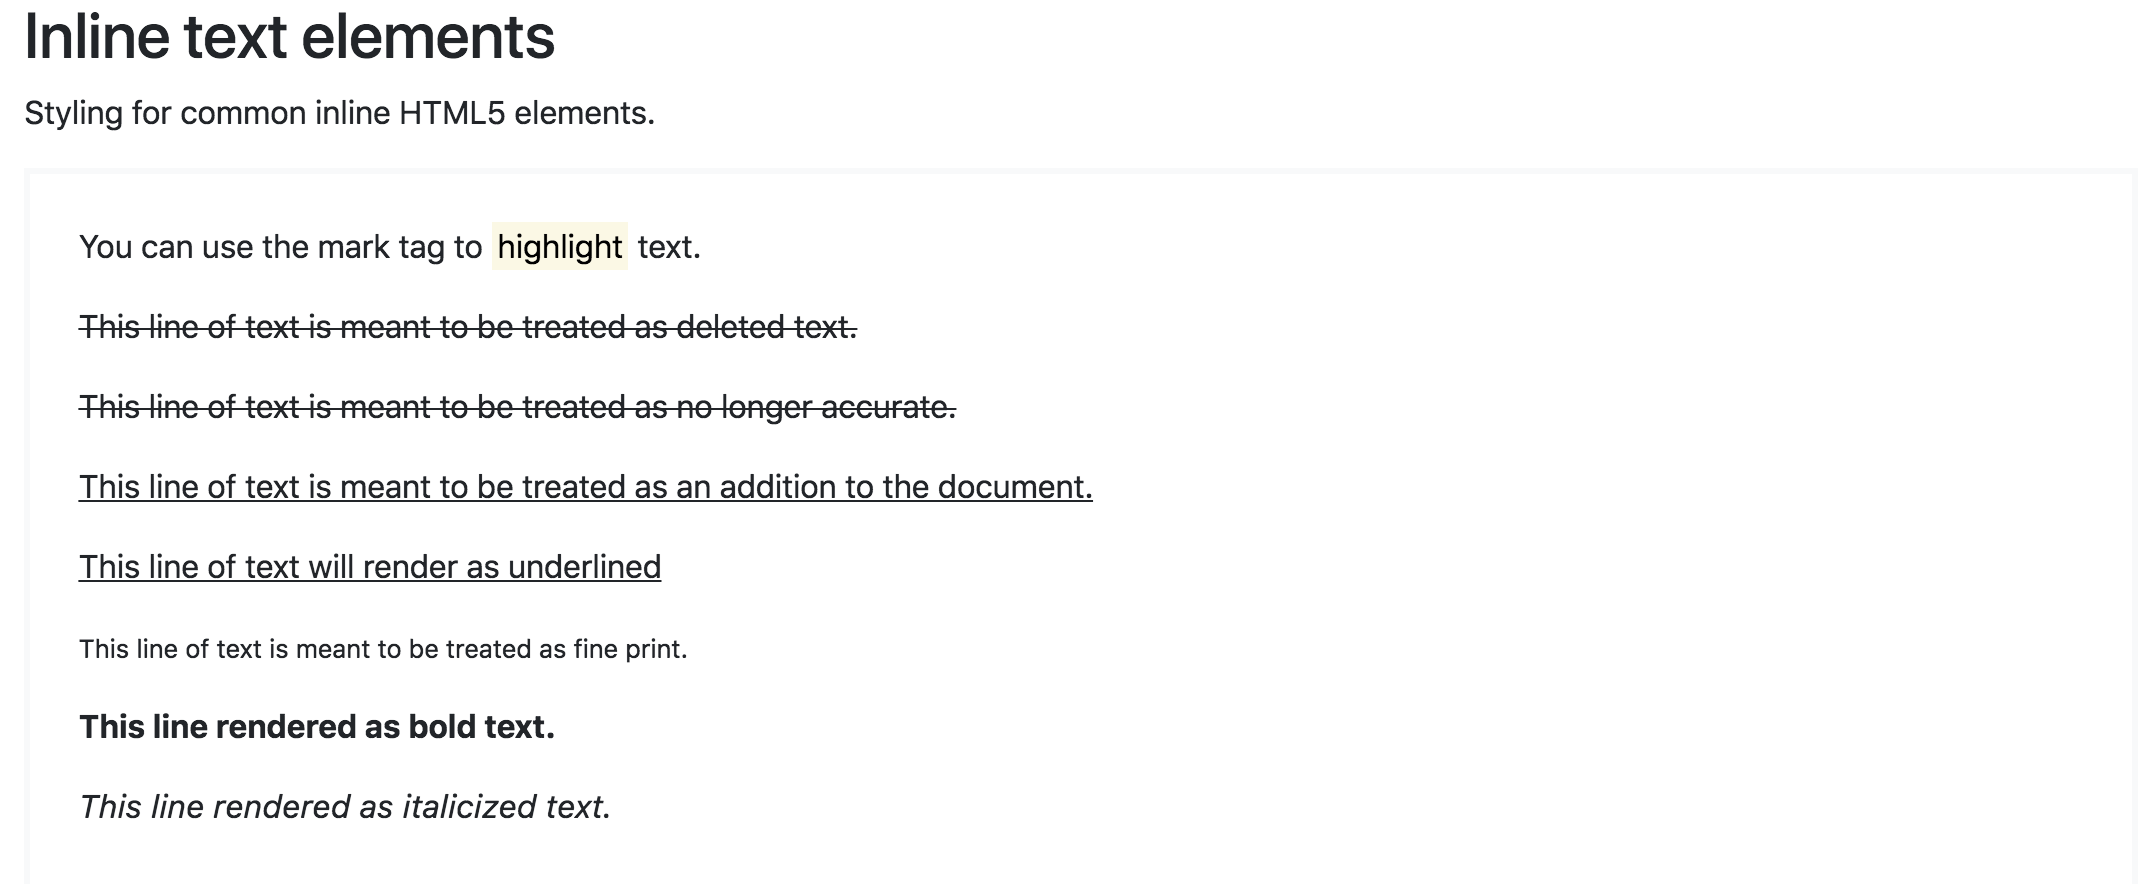 Inline text elements
Styling for common inline HTML5 elements.
You can use the mark tag to highlight text.
This line of text is meant to be treated as deleted text.
This line of text is meant to be treated as no longer accurate.
This line of text is meant to be treated as an addition to the document.
This line of text will render as underlined
This line of text is meant to be treated as fine print.
This line rendered as bold text.
This line rendered as italicized text.